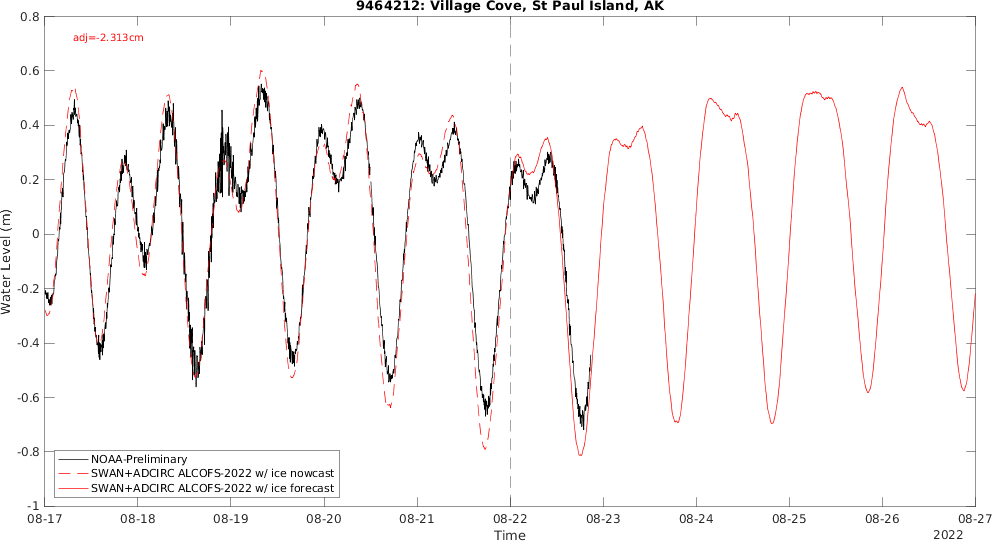 9464212: Village Cove, St Paul Island, AK
adj=-2.313cm
0.8
0.6
0.4
0.2
0
-0.2
-0.4
-0.6
-0.8
-1
Water Level (m)
NOAA-Preliminary
SWAN+ADCIRC ALCOFS-2022 w/ ice nowcast
SWAN+ADCIRC ALCOFS-2022 w/ ice forecast
08-17 08-18 08-19 08-20 08-21 08-22 08-23 08-24 08-25 08-26 08-27
Time
2022